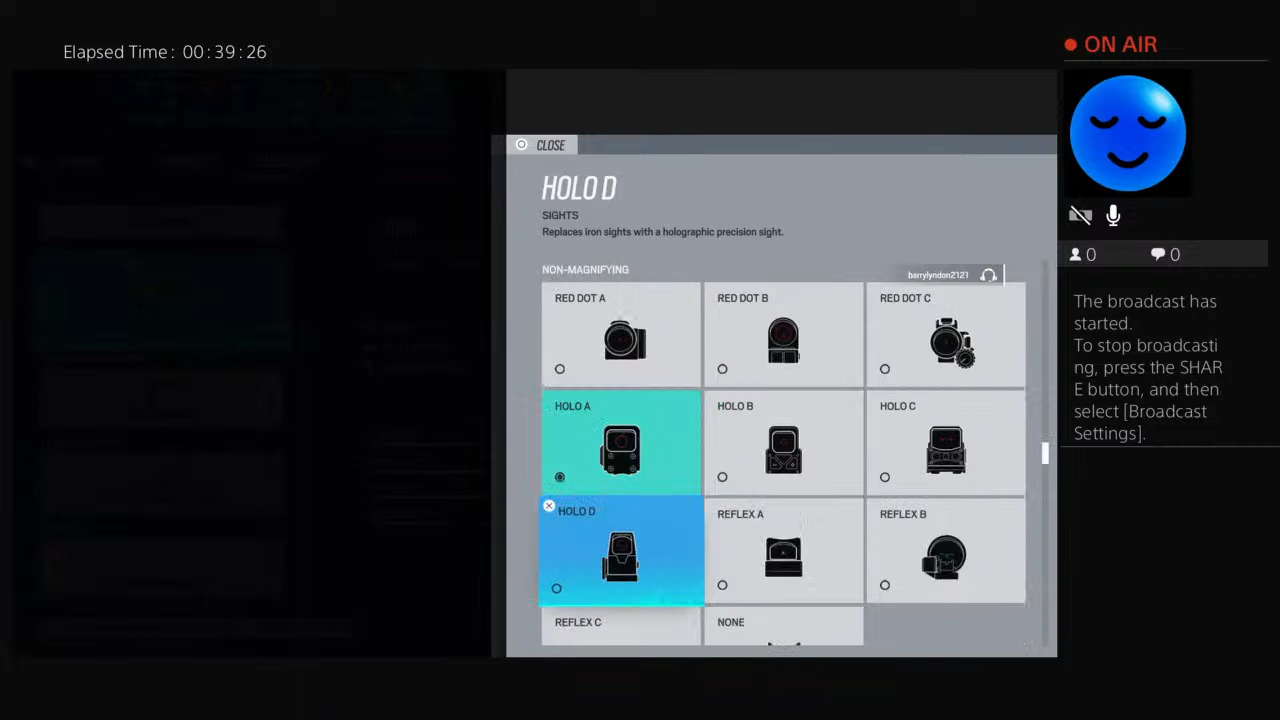 Elapsed Time: 00:39:26
ON AIR
CLOSE
HOLO D
SIGHTS
Replaces iron sights with a holographic precision sight.
NON-MAGNIFYING
barrylyndon2121
RED DOT A
RED DOT B
RED DOT C
HOLO A
HOLO B
HOLO C
HOLO D
REFLEX A
REFLEX B
REFLEX C
NONE
0
0
The broadcast has
started.
To stop broadcasti
ng, press the SHAR
E button, and then
select [Broadcast
Settings].